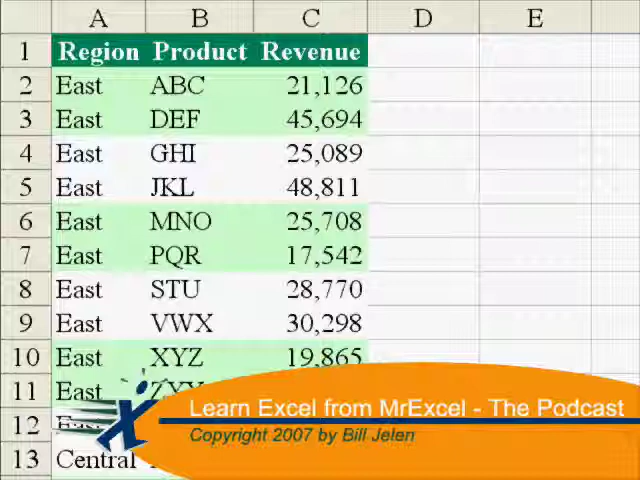 A B C D E
1 Region Product Revenue
2 East ABC 21,126
3 East DEF 45,694
4 East GHI 25,089
5 East JKL 48,811
6 East MNO 25,708
7 East PQR 17,542
8 East STU 28,770
9 East VWX 30,298
10 East XYZ 19,865
11 East
12 East
13 Central
Learn Excel from MrExcel - The Podcast
Copyright 2007 by Bill Jelen